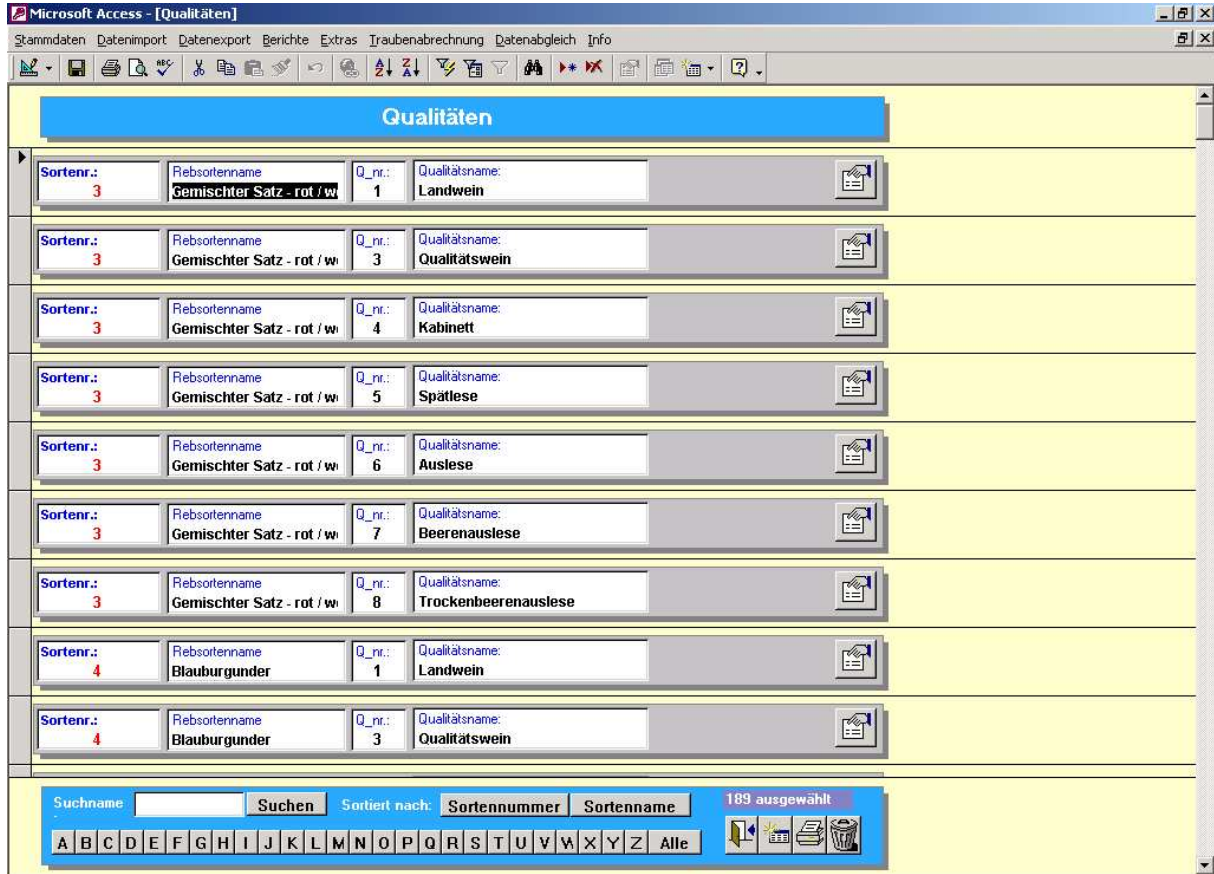 Microsoft Access - [Qualitäten]
Stammdaten Datenimport Datenexport Berichte Extras Traubenabrechnung Datenabgleich Info
Qualitäten
Sortenr.: Rebsortenname Q_nr.: Qualitätsname:
3 Gemischter Satz - rot / w 1 Landwein
Sortenr.: Rebsortenname Q_nr.: Qualitätsname:
3 Gemischter Satz - rot / w 3 Qualitätswein
Sortenr.: Rebsortenname Q_nr.: Qualitätsname:
3 Gemischter Satz - rot / w 4 Kabinett
Sortenr.: Rebsortenname Q_nr.: Qualitätsname:
3 Gemischter Satz - rot / w 5 Spätlese
Sortenr.: Rebsortenname Q_nr.: Qualitätsname:
3 Gemischter Satz - rot / w 6 Auslese
Sortenr.: Rebsortenname Q_nr.: Qualitätsname:
3 Gemischter Satz - rot / w 7 Beerenauslese
Sortenr.: Rebsortenname Q_nr.: Qualitätsname:
3 Gemischter Satz - rot / w 8 Trockenbeerenauslese
Sortenr.: Rebsortenname Q_nr.: Qualitätsname:
4 Blauburgunder 1 Landwein
Sortenr.: Rebsortenname Q_nr.: Qualitätsname:
4 Blauburgunder 3 Qualitätswein
Suchname Suchen Sortiert nach: Sortennummer Sortenname 189 ausgewählt
A B C D E F G H I J K L M N O P Q R S T U V W X Y Z Alle